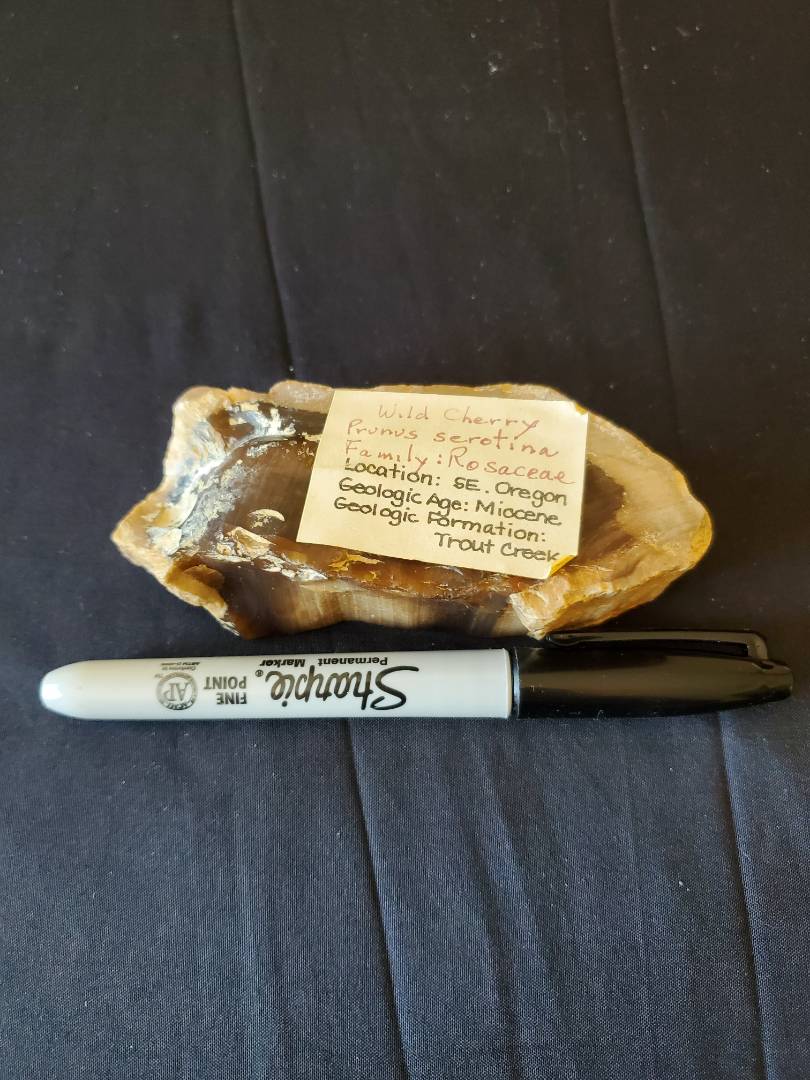 Wild Cherry
Prunus serotina
Family: Rosaceae
Location: SE. Oregon
Geologic Age: Miocene
Geologic Formation:
Trout Creek
Sharpie®
Permanent Marker
FINE
POINT
AP